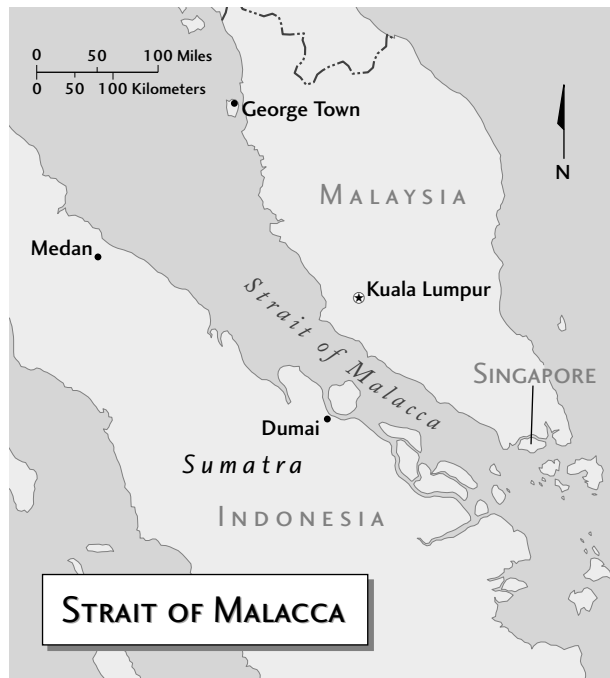 0 50 100 Miles
0 50 100 Kilometers
George Town
N
MALAYSIA
Medan
Kuala Lumpur
Strait of Malacca
SINGAPORE
Dumai
Sumatra
INDONESIA
STRAIT OF MALACCA